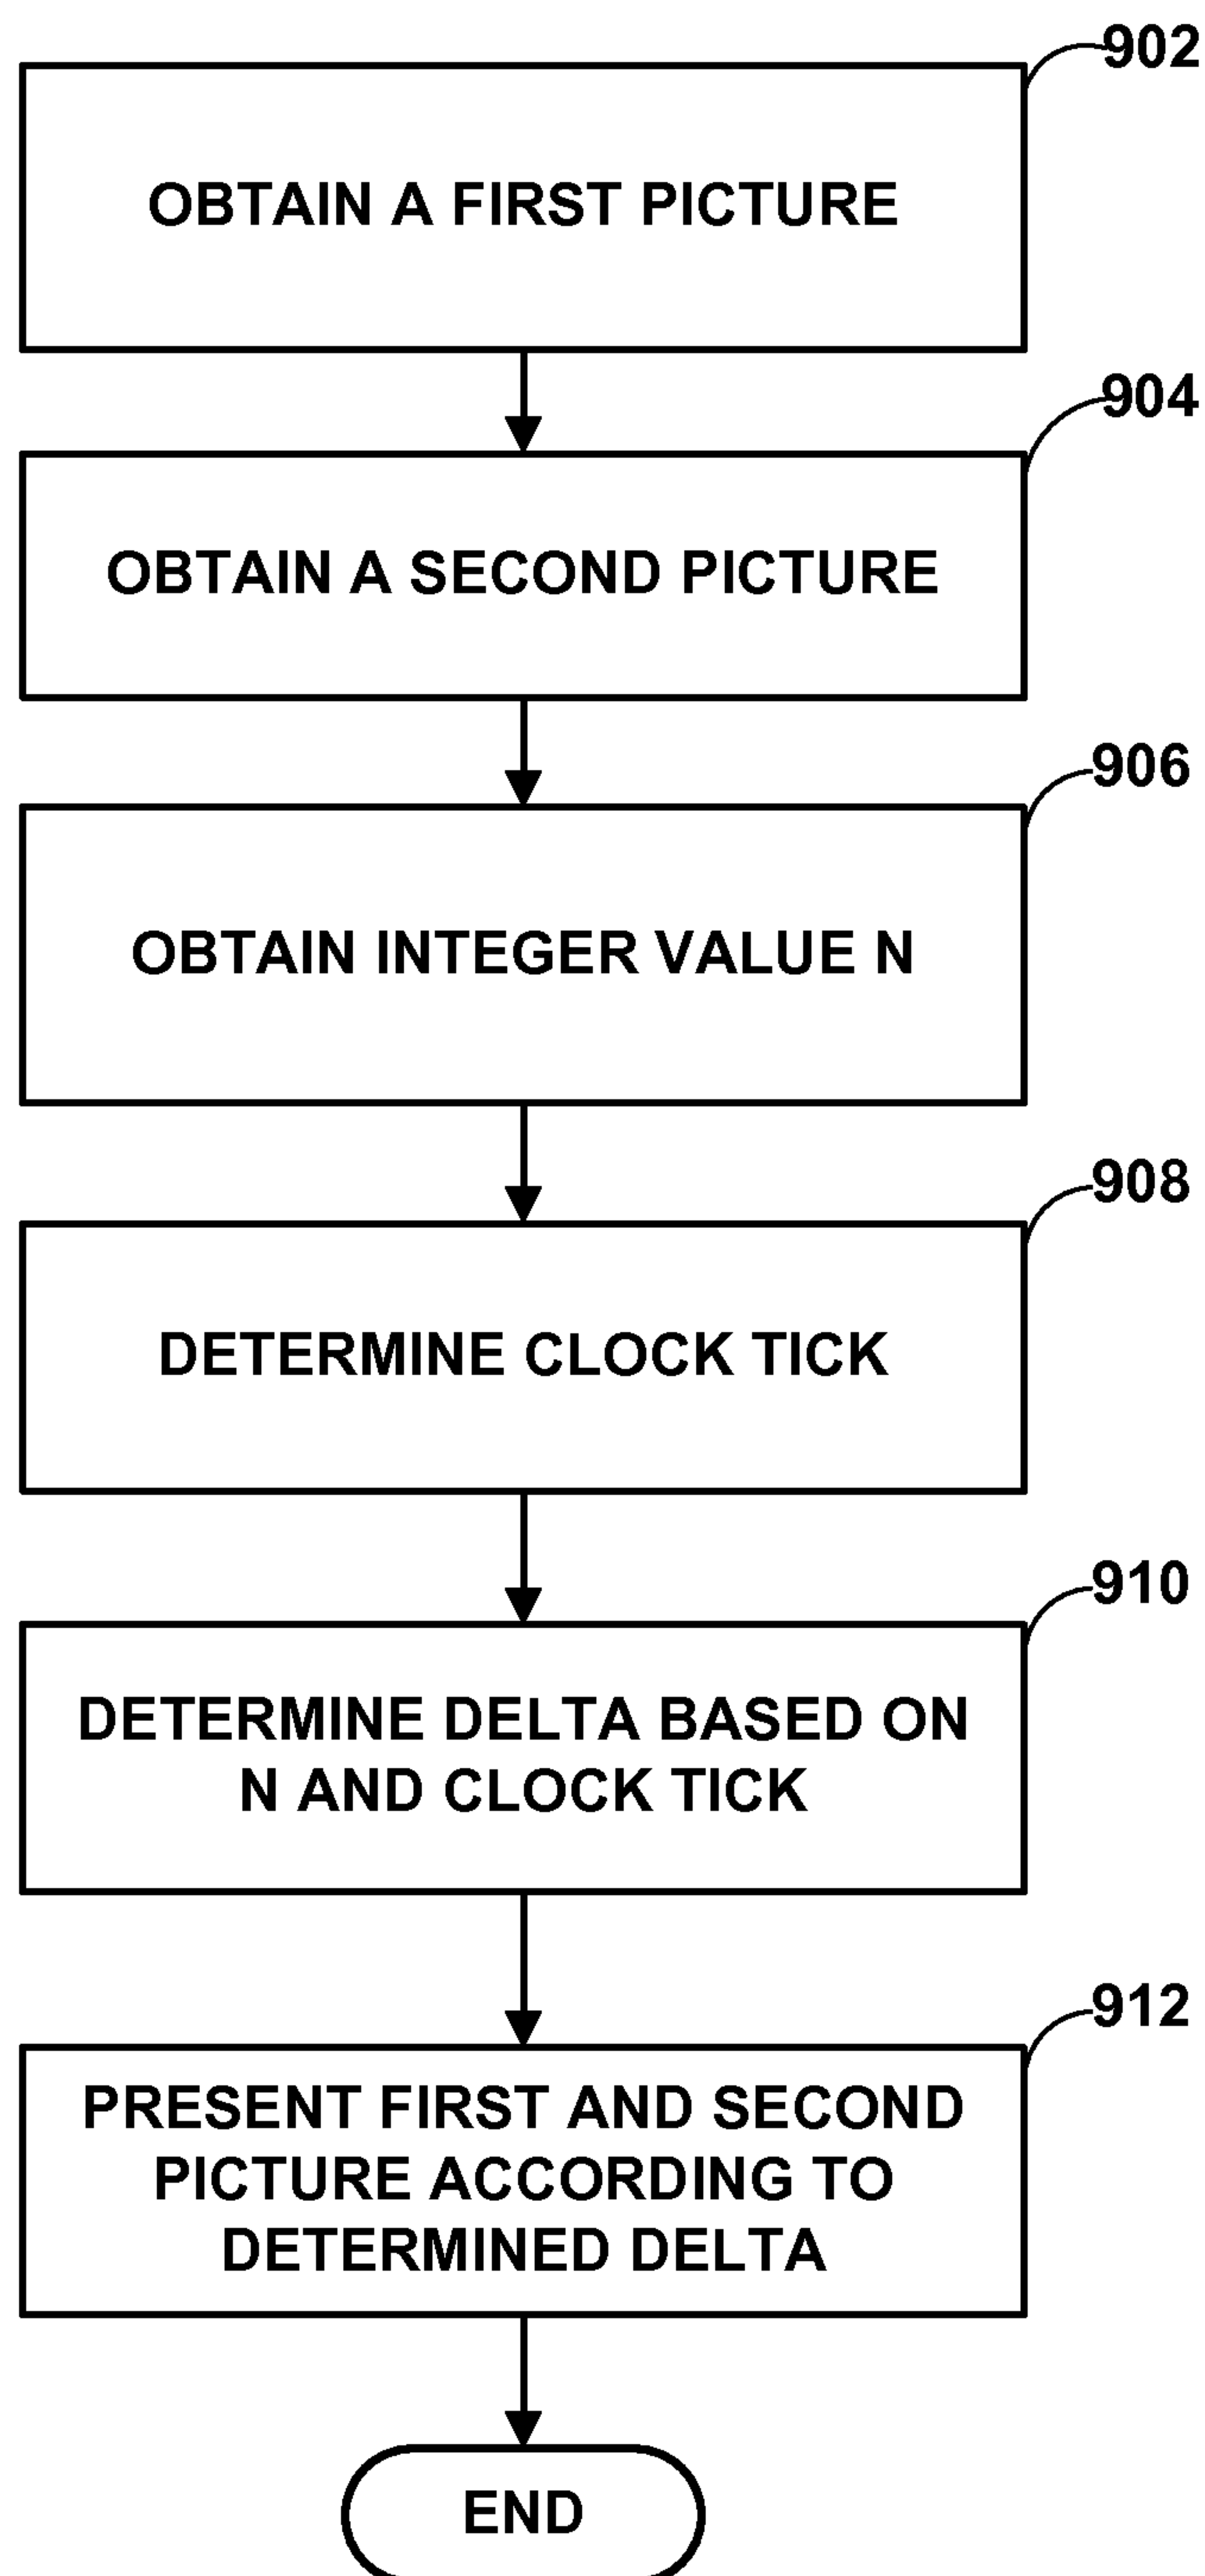 902
OBTAIN A FIRST PICTURE
904
OBTAIN A SECOND PICTURE
906
OBTAIN INTEGER VALUE N
908
DETERMINE CLOCK TICK
910
DETERMINE DELTA BASED ON
N AND CLOCK TICK
912
PRESENT FIRST AND SECOND
PICTURE ACCORDING TO
DETERMINED DELTA
END